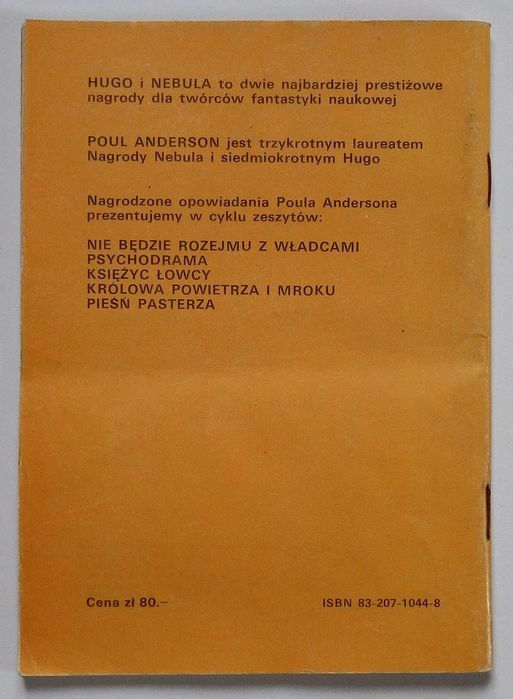 HUGO i NEBULA to dwie najbardziej prestiżowe
nagrody dla twórców fantastyki naukowej
POUL ANDERSON jest trzykrotnym laureatem
Nagrody Nebula i siedmiokrotnym Hugo
Nagrodzone opowiadania Poula Andersona
prezentujemy w cyklu zeszytów:
NIE BĘDZIE ROZEJMU Z WŁADCAMI
PSYCHODRAMA
KSIĘŻYC ŁOWCY
KRÓLOWA POWIETRZA I MROKU
PIEŚŃ PASTERZA
Cena zł 80.–
ISBN 83-207-1044-8